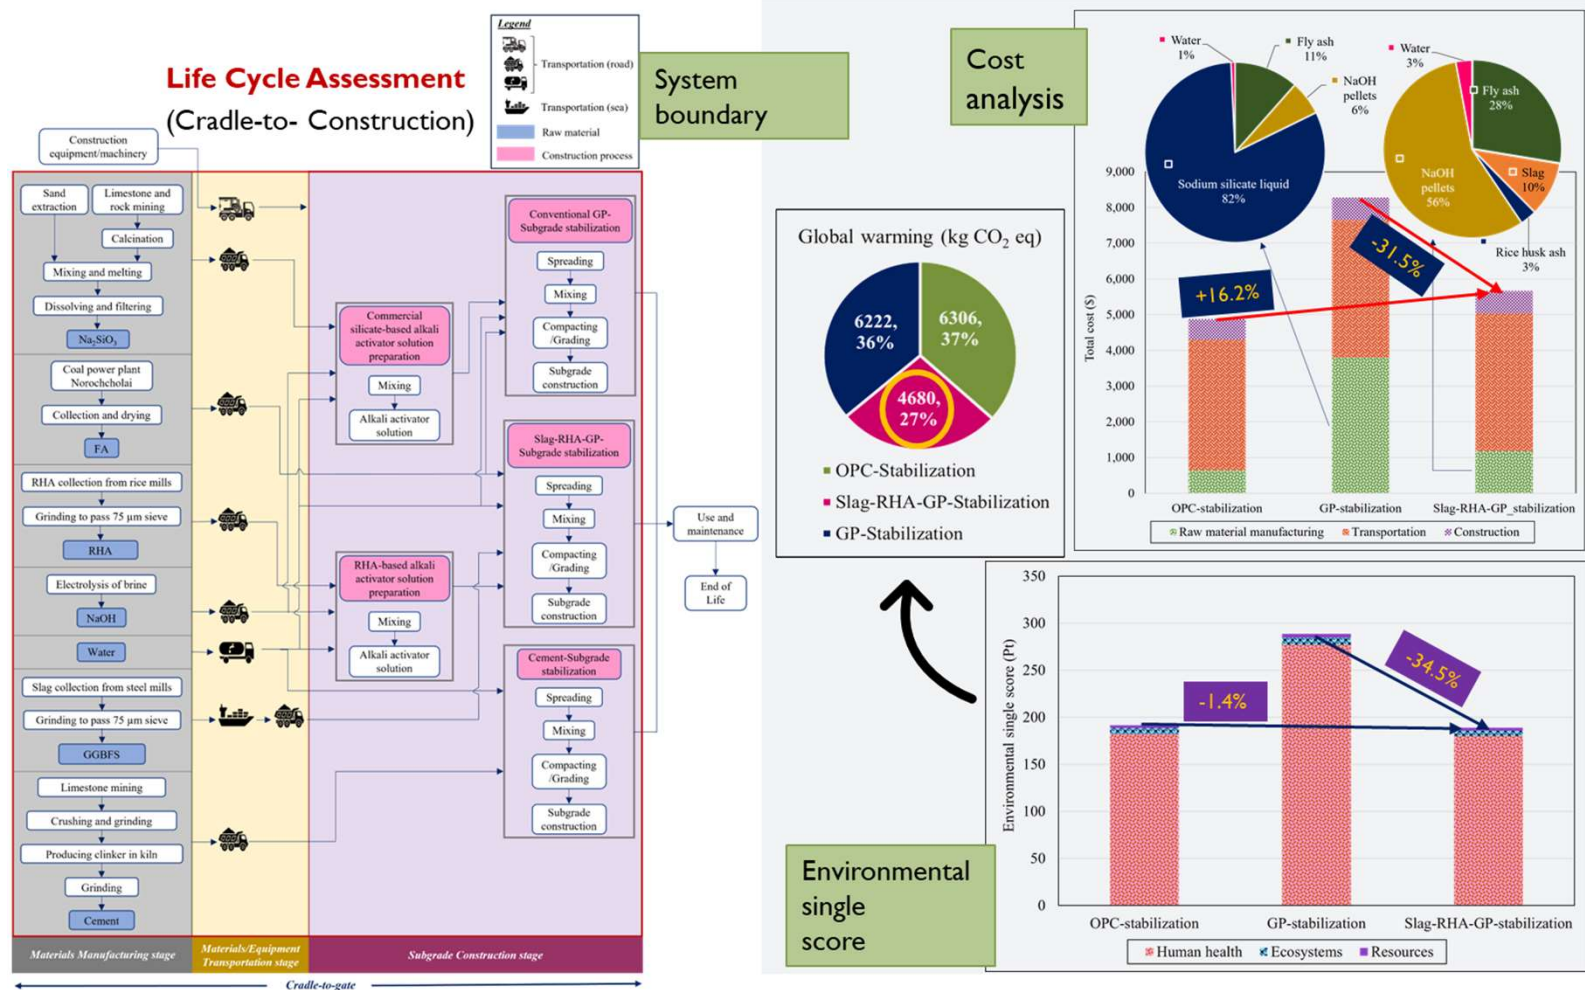 Life Cycle Assessment
(Cradle-to- Construction)
Legend
Transportation (road)
Transportation (sea)
Raw material
Construction process
System
boundary
Construction
equipment/machinery
Sand
extraction
Limestone and
rock mining
Calcination
Mixing and melting
Dissolving and filtering
Na₂SiO₃
Coal power plant
Norochcholai
Collection and drying
FA
RHA collection from rice mills
Grinding to pass 75 µm sieve
RHA
Electrolysis of brine
NaOH
Water
Slag collection from steel mills
Grinding to pass 75 µm sieve
GGBFS
Limestone mining
Crushing and grinding
Producing clinker in kiln
Grinding
Cement
Commercial
silicate-based alkali
activator solution
preparation
Mixing
Alkali activator
solution
RHA-based alkali
activator solution
preparation
Mixing
Alkali activator
solution
Conventional GP-
Subgrade stabilization
Spreading
Mixing
Compacting
/Grading
Subgrade
construction
Slag-RHA-GP-
Subgrade stabilization
Spreading
Mixing
Compacting
/Grading
Subgrade
construction
Cement-Subgrade
stabilization
Spreading
Mixing
Compacting
/Grading
Subgrade
construction
Use and
maintenance
End of
Life
Materials Manufacturing stage
Materials/Equipment
Transportation stage
Subgrade Construction stage
Cradle-to-gate
Global warming (kg CO₂ eq)
6222,
36%
6306,
37%
4680,
27%
OPC-Stabilization
Slag-RHA-GP-Stabilization
GP-Stabilization
Cost
analysis
Water
1%
Fly ash
11%
NaOH
pellets
6%
Sodium silicate liquid
82%
Water
3%
Fly ash
28%
Slag
10%
NaOH
pellets
56%
Rice husk ash
3%
+16.2%
-31.5%
Total cost ($)
9,000
8,000
7,000
6,000
5,000
4,000
3,000
2,000
1,000
0
OPC-stabilization
GP-stabilization
Slag-RHA-GP_stabilization
Raw material manufacturing
Transportation
Construction
Environmental
single
score
Environmental single score (Pt)
350
300
250
200
150
100
50
0
-1.4%
-34.5%
OPC-stabilization
GP-stabilization
Slag-RHA-GP-stabilization
Human health
Ecosystems
Resources